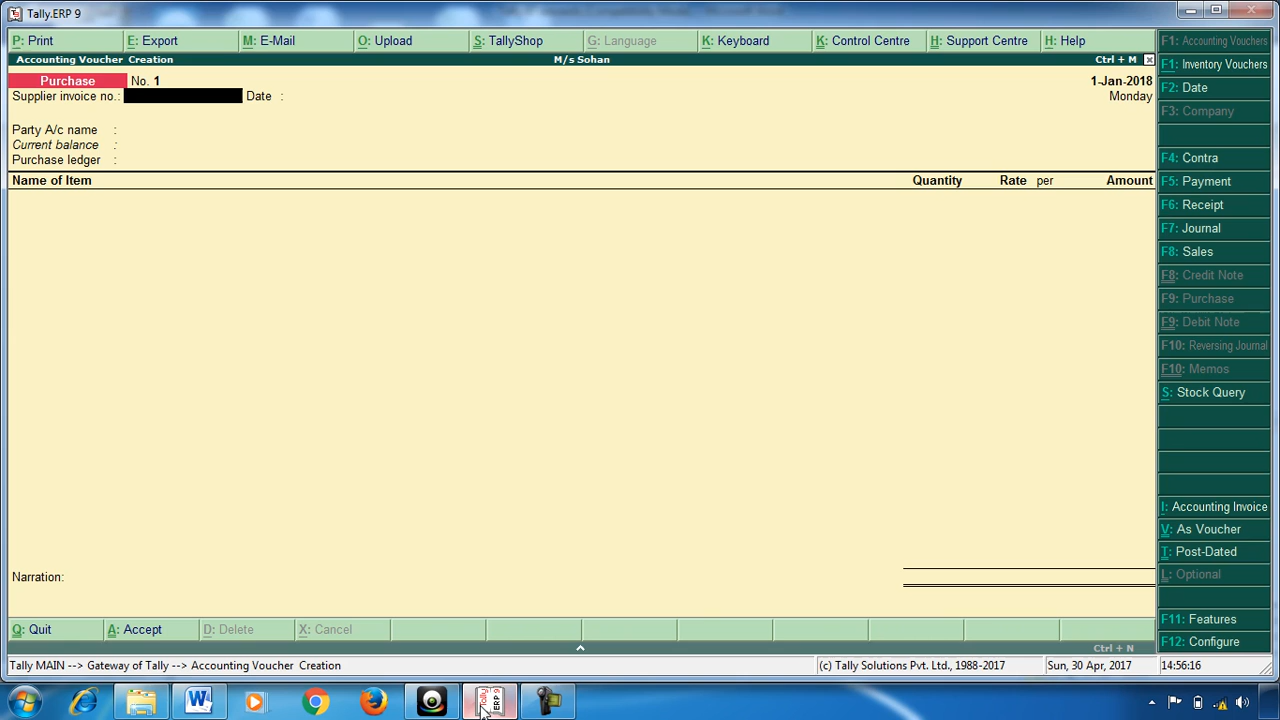 Tally.ERP 9
P: Print E: Export M: E-Mail O: Upload S: TallyShop G: Language K: Keyboard K: Control Centre H: Support Centre H: Help
Accounting Voucher Creation M/s Sohan Ctrl + M
Purchase No. 1 1-Jan-2018
Supplier invoice no.: Date : Monday
Party A/c name :
Current balance :
Purchase ledger :
Name of Item Quantity Rate per Amount
Narration:
Q: Quit A: Accept D: Delete X: Cancel
Ctrl + N
F1: Accounting Vouchers
F1: Inventory Vouchers
F2: Date
F3: Company
F4: Contra
F5: Payment
F6: Receipt
F7: Journal
F8: Sales
F8: Credit Note
F9: Purchase
F9: Debit Note
F10: Reversing Journal
F10: Memos
S: Stock Query
I: Accounting Invoice
V: As Voucher
T: Post-Dated
L: Optional
F11: Features
F12: Configure
Tally MAIN --> Gateway of Tally --> Accounting Voucher Creation (c) Tally Solutions Pvt. Ltd., 1988-2017 Sun, 30 Apr, 2017 14:56:16
Tally ERP 9